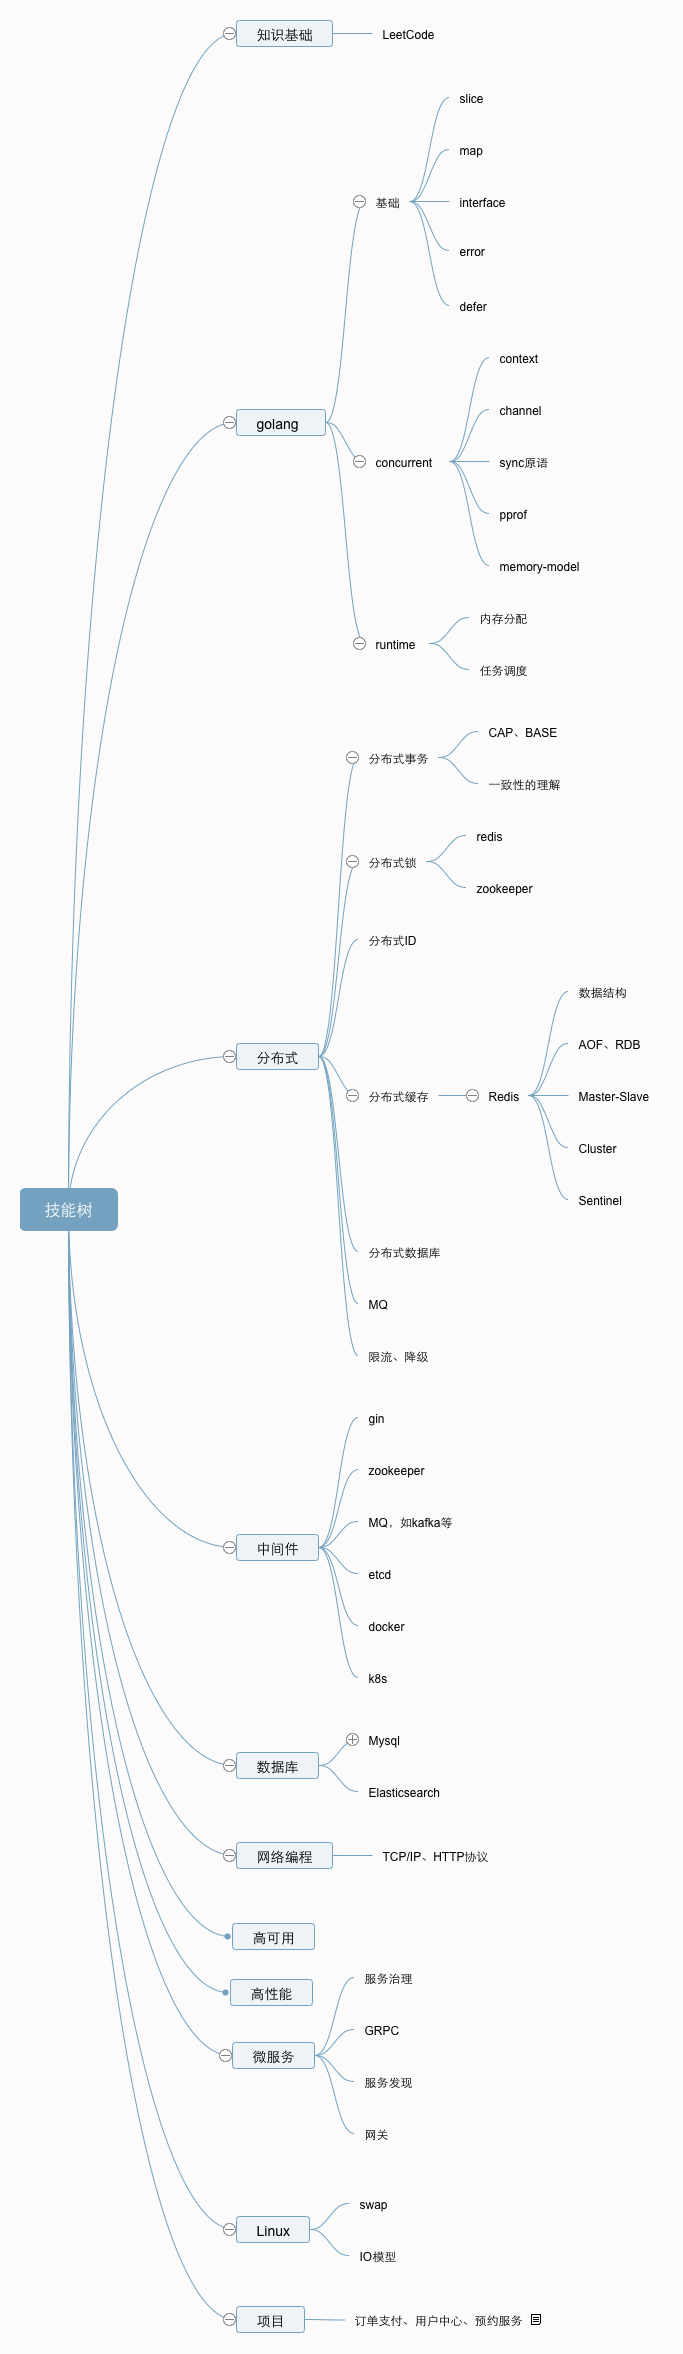 知识基础
LeetCode
slice
map
基础
interface
error
defer
context
channel
golang
concurrent
sync原语
pprof
memory-model
内存分配
runtime
任务调度
CAP、BASE
分布式事务
一致性的理解
redis
分布式锁
zookeeper
分布式ID
数据结构
AOF、RDB
分布式
分布式缓存
Redis
Master-Slave
Cluster
Sentinel
技能树
分布式数据库
MQ
限流、降级
gin
zookeeper
MQ，如kafka等
中间件
etcd
docker
k8s
Mysql
数据库
Elasticsearch
网络编程
TCP/IP、HTTP协议
高可用
服务治理
高性能
GRPC
微服务
服务发现
网关
swap
Linux
IO模型
项目
订单支付、用户中心、预约服务